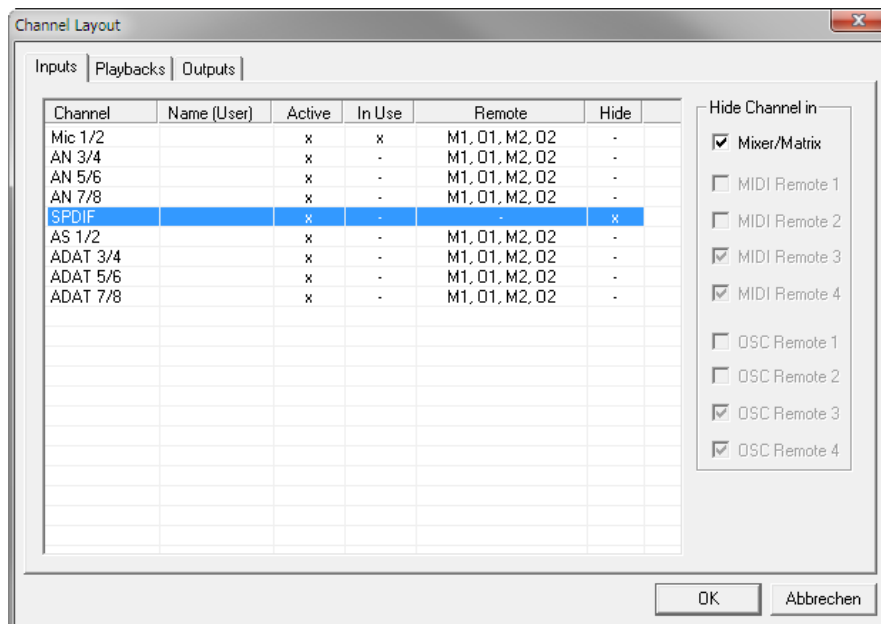 Channel Layout
Inputs Playbacks Outputs
Channel Name (User) Active In Use Remote Hide
Mic 1/2 x x M1, O1, M2, O2 -
AN 3/4 x - M1, O1, M2, O2 -
AN 5/6 x - M1, O1, M2, O2 -
AN 7/8 x - M1, O1, M2, O2 -
SPDIF x - - x
AS 1/2 x - M1, O1, M2, O2 -
ADAT 3/4 x - M1, O1, M2, O2 -
ADAT 5/6 x - M1, O1, M2, O2 -
ADAT 7/8 x - M1, O1, M2, O2 -
Hide Channel in
Mixer/Matrix
MIDI Remote 1
MIDI Remote 2
MIDI Remote 3
MIDI Remote 4
OSC Remote 1
OSC Remote 2
OSC Remote 3
OSC Remote 4
OK Abbrechen